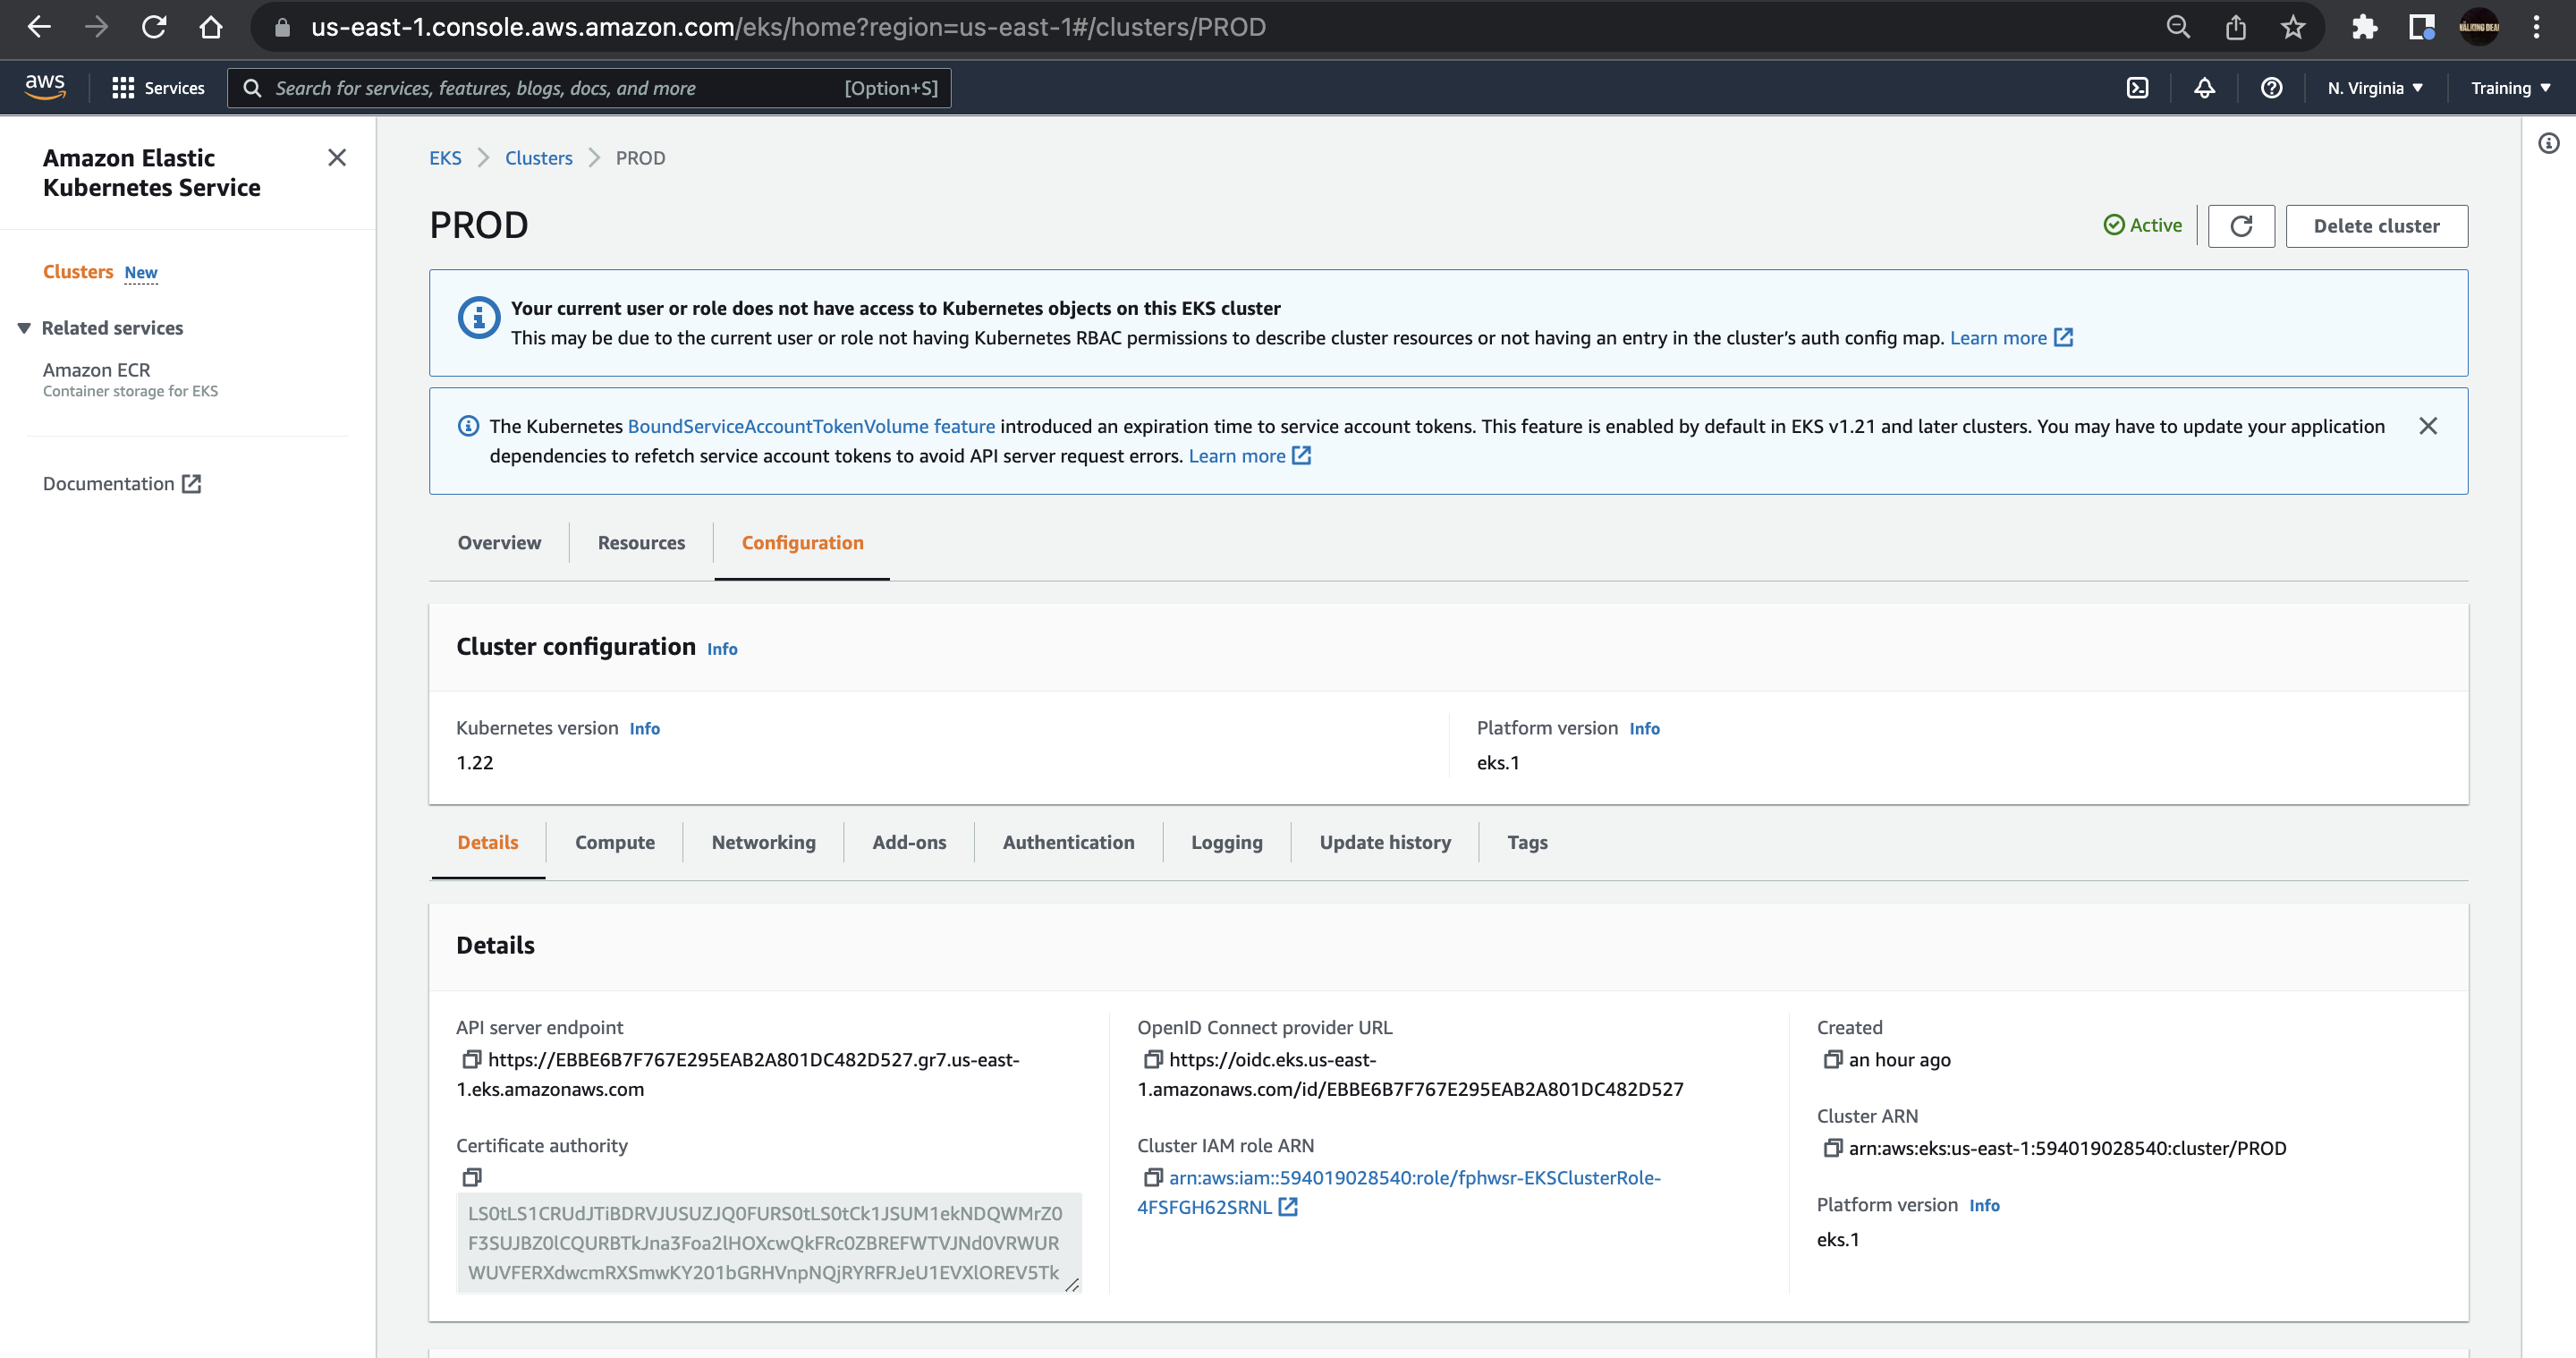 us-east-1.console.aws.amazon.com/eks/home?region=us-east-1#/clusters/PROD
aws
Services
Search for services, features, blogs, docs, and more
[Option+S]
N. Virginia
Training
Amazon Elastic
Kubernetes Service
Clusters New
Related services
Amazon ECR
Container storage for EKS
Documentation
EKS
Clusters
PROD
PROD
Active
Delete cluster
Your current user or role does not have access to Kubernetes objects on this EKS cluster
This may be due to the current user or role not having Kubernetes RBAC permissions to describe cluster resources or not having an entry in the cluster’s auth config map. Learn more
The Kubernetes BoundServiceAccountTokenVolume feature introduced an expiration time to service account tokens. This feature is enabled by default in EKS v1.21 and later clusters. You may have to update your application
dependencies to refetch service account tokens to avoid API server request errors. Learn more
Overview
Resources
Configuration
Cluster configuration Info
Kubernetes version Info
1.22
Platform version Info
eks.1
Details
Compute
Networking
Add-ons
Authentication
Logging
Update history
Tags
Details
API server endpoint
https://EBBE6B7F767E295EAB2A801DC482D527.gr7.us-east-
1.eks.amazonaws.com
Certificate authority
LS0tLS1CRUdJTiBDRVJUSUZJQ0FURS0tLS0tCk1JSUM1ekNDQWMrZ0
F3SUJBZ0lCQURBTkJna3Foa2lHOXcwQkFRc0ZBREFWTVJNd0VRWUR
WUVFERXdwcmRXSmwKY201bGRHVnpNQjRYRFRJeU1EVXlOREV5Tk
OpenID Connect provider URL
https://oidc.eks.us-east-
1.amazonaws.com/id/EBBE6B7F767E295EAB2A801DC482D527
Cluster IAM role ARN
arn:aws:iam::594019028540:role/fphwsr-EKSClusterRole-
4FSFGH62SRNL
Created
an hour ago
Cluster ARN
arn:aws:eks:us-east-1:594019028540:cluster/PROD
Platform version Info
eks.1